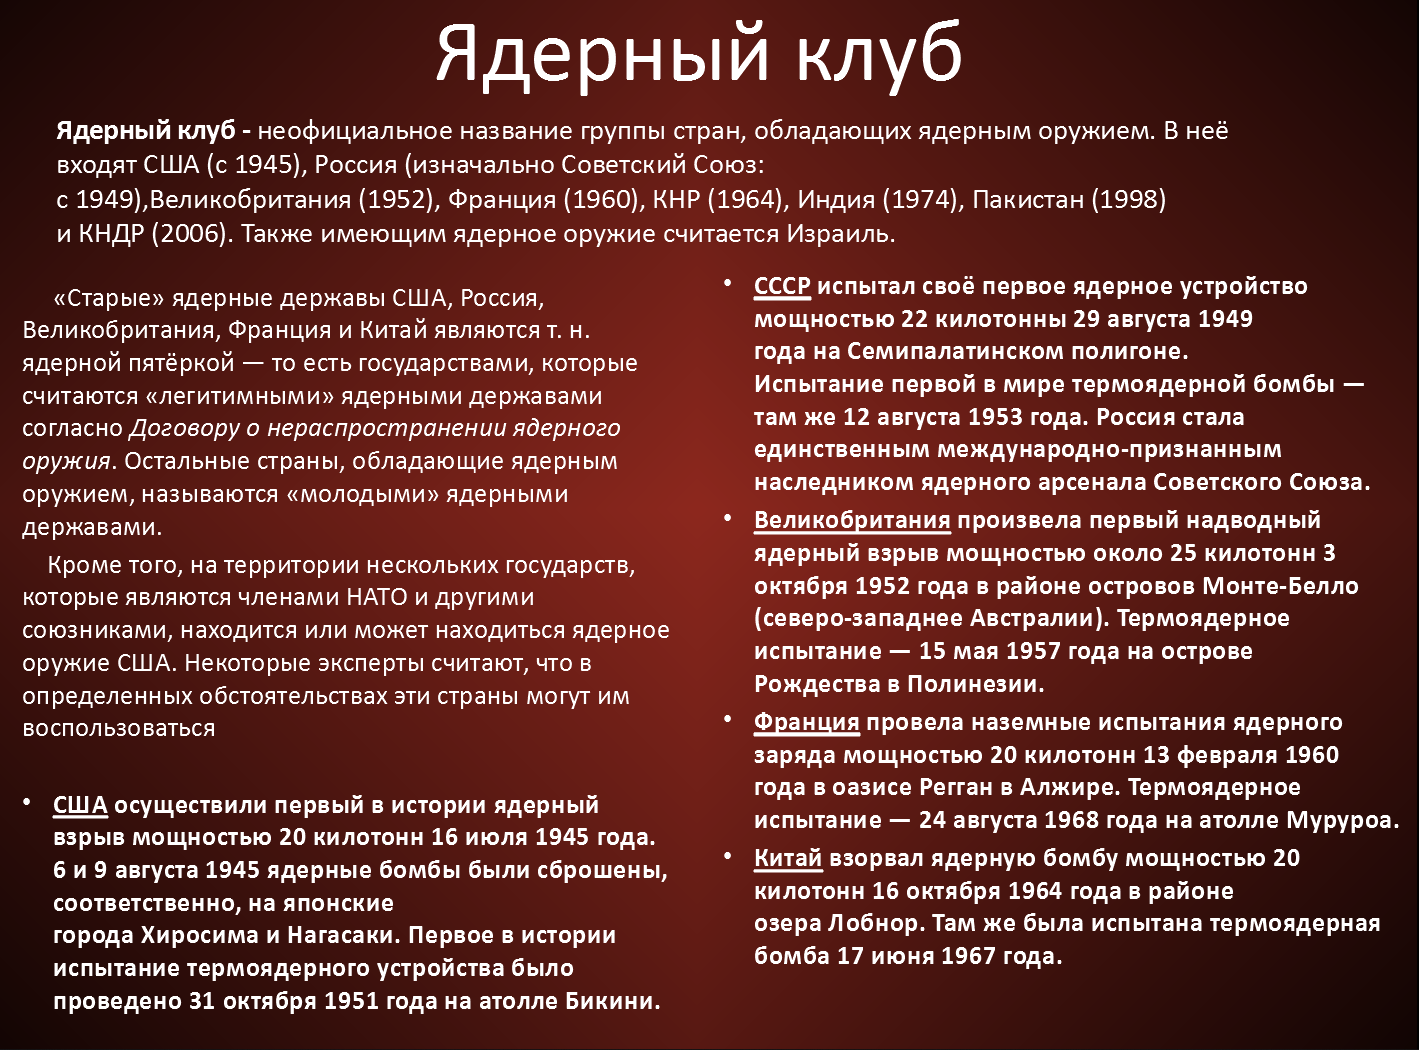 Ядерный клуб
Ядерный клуб - неофициальное название группы стран, обладающих ядерным оружием. В неё
входят США (с 1945), Россия (изначально Советский Союз:
с 1949),Великобритания (1952), Франция (1960), КНР (1964), Индия (1974), Пакистан (1998)
и КНДР (2006). Также имеющим ядерное оружие считается Израиль.
«Старые» ядерные державы США, Россия,
Великобритания, Франция и Китай являются т. н.
ядерной пятёркой — то есть государствами, которые
считаются «легитимными» ядерными державами
согласно Договору о нераспространении ядерного
оружия. Остальные страны, обладающие ядерным
оружием, называются «молодыми» ядерными
державами.
Кроме того, на территории нескольких государств,
которые являются членами НАТО и другими
союзниками, находится или может находиться ядерное
оружие США. Некоторые эксперты считают, что в
определенных обстоятельствах эти страны могут им
воспользоваться
• США осуществили первый в истории ядерный
взрыв мощностью 20 килотонн 16 июля 1945 года.
6 и 9 августа 1945 ядерные бомбы были сброшены,
соответственно, на японские
города Хиросима и Нагасаки. Первое в истории
испытание термоядерного устройства было
проведено 31 октября 1951 года на атолле Бикини.
• СССР испытал своё первое ядерное устройство
мощностью 22 килотонны 29 августа 1949
года на Семипалатинском полигоне.
Испытание первой в мире термоядерной бомбы —
там же 12 августа 1953 года. Россия стала
единственным международно-признанным
наследником ядерного арсенала Советского Союза.
• Великобритания произвела первый надводный
ядерный взрыв мощностью около 25 килотонн 3
октября 1952 года в районе островов Монте-Белло
(северо-западнее Австралии). Термоядерное
испытание — 15 мая 1957 года на острове
Рождества в Полинезии.
• Франция провела наземные испытания ядерного
заряда мощностью 20 килотонн 13 февраля 1960
года в оазисе Регган в Алжире. Термоядерное
испытание — 24 августа 1968 года на атолле Муруроа.
• Китай взорвал ядерную бомбу мощностью 20
килотонн 16 октября 1964 года в районе
озера Лобнор. Там же была испытана термоядерная
бомба 17 июня 1967 года.